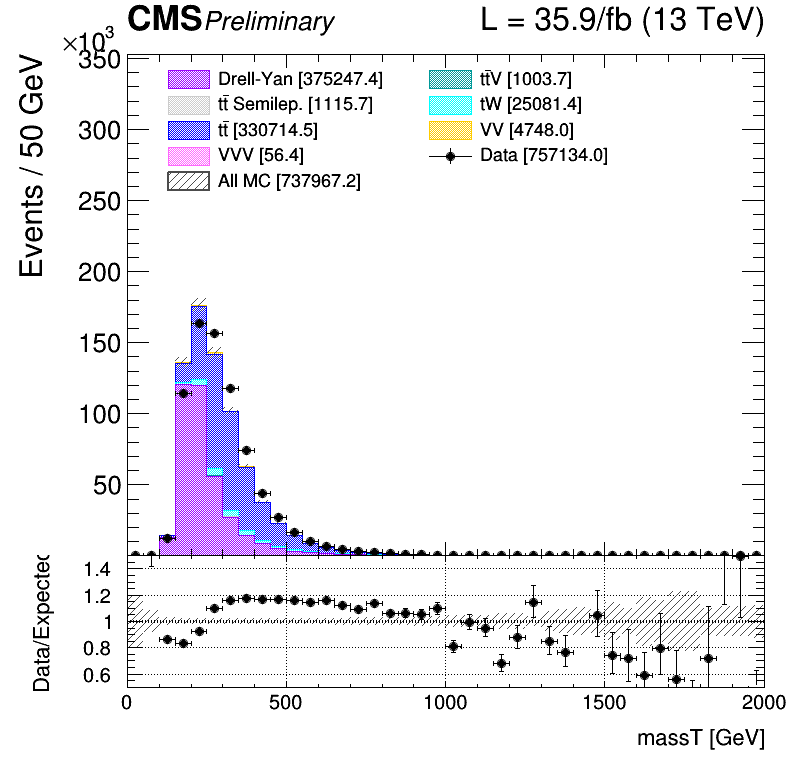 CMS Preliminary L = 35.9/fb (13 TeV)
×10³
Events / 50 GeV
350
300
250
200
150
100
50
Drell-Yan [375247.4]
tt̄ Semilep. [1115.7]
tt̄ [330714.5]
VVV [56.4]
All MC [737967.2]
tt̄V [1003.7]
tW [25081.4]
VV [4748.0]
Data [757134.0]
Data/Expected
1.4
1.2
1
0.8
0.6
0 500 1000 1500 2000
massT [GeV]